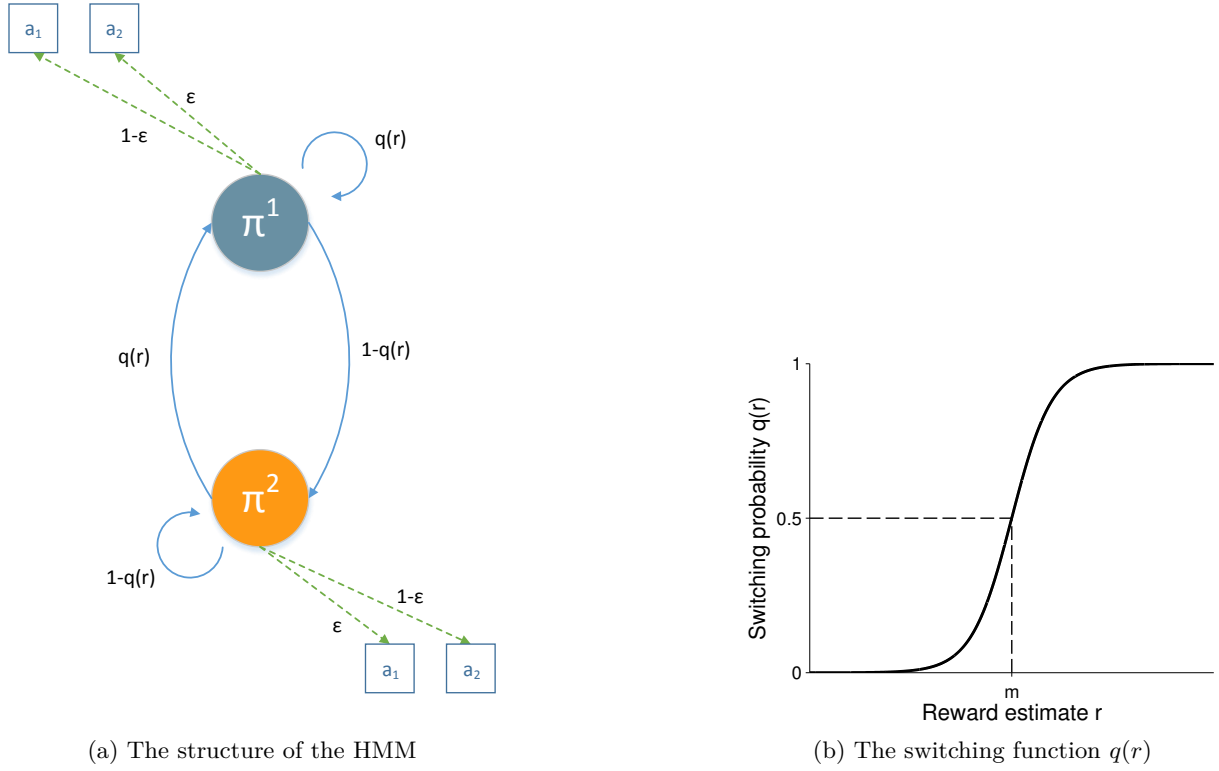 a₁ a₂
ε
1-ε
q(r)
π¹
q(r)
1-q(r)
π²
1-q(r)
1-ε
ε
a₁ a₂
(a) The structure of the HMM
1
0.5
0
Switching probability q(r)
m
Reward estimate r
(b) The switching function q(r)